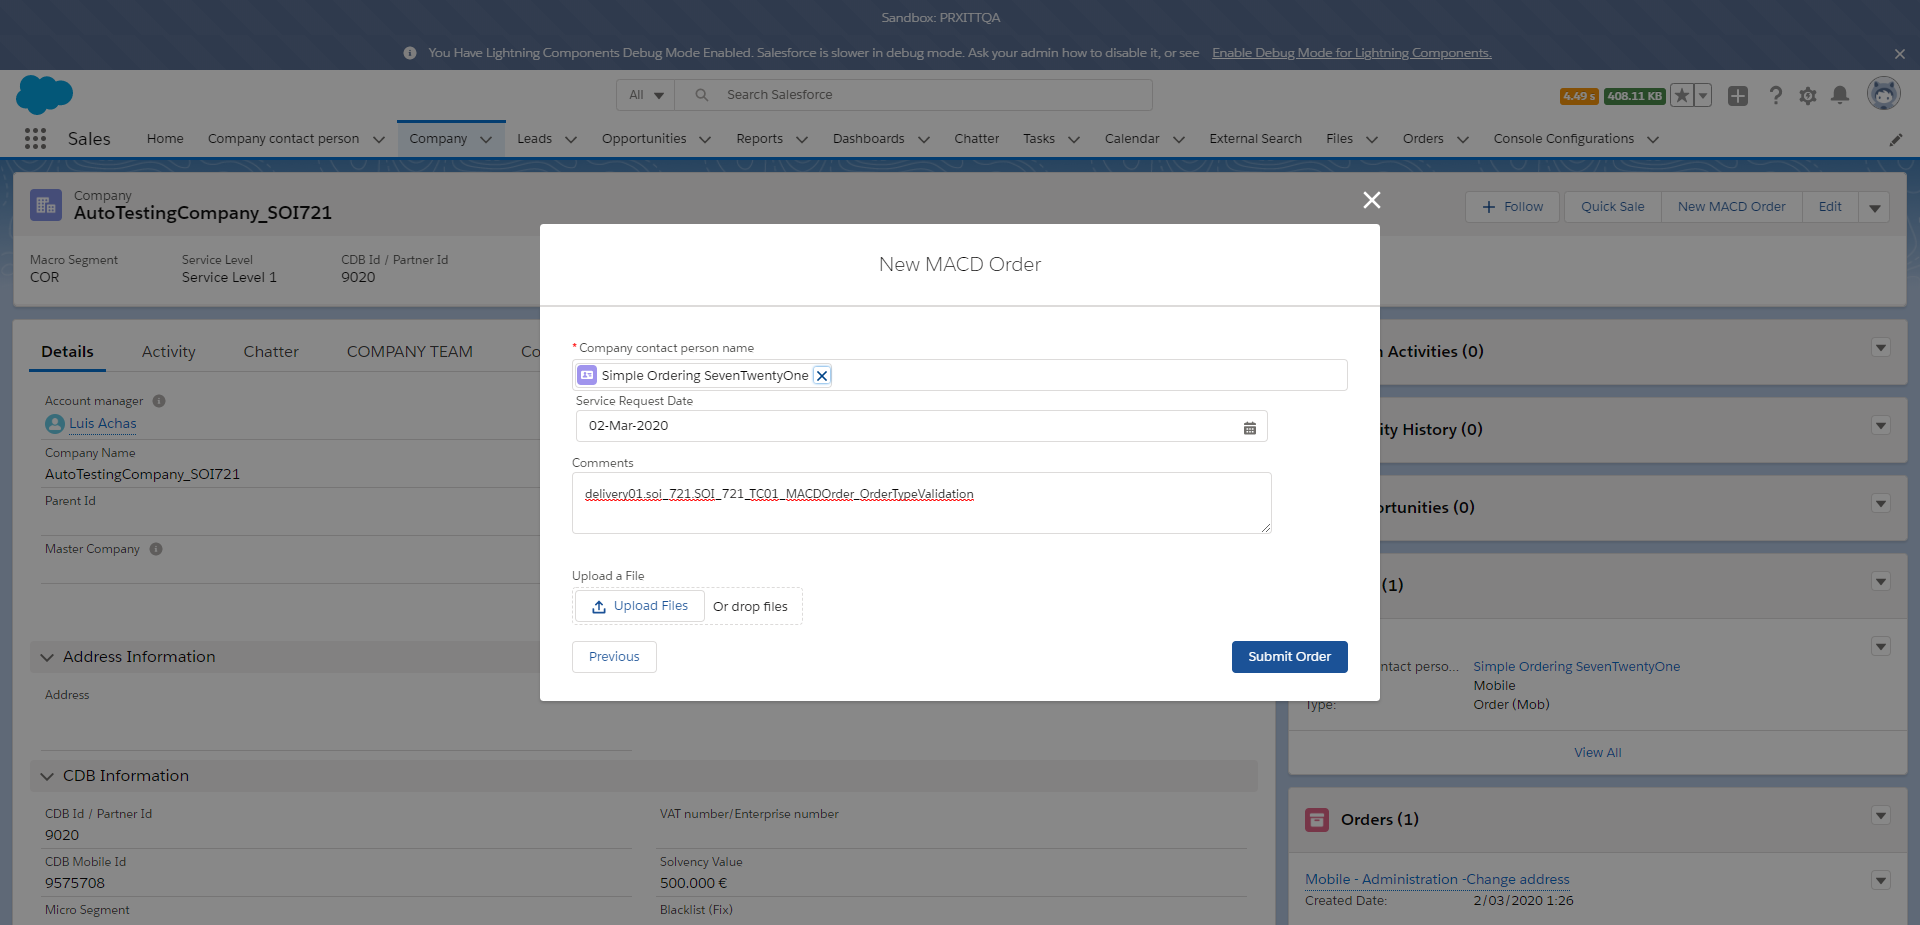 Sandbox: PRXITTQA
You Have Lightning Components Debug Mode Enabled. Salesforce is slower in debug mode. Ask your admin how to disable it, or see Enable Debug Mode for Lightning Components.
All Search Salesforce 4.49 s 408.11 KB
Sales Home Company contact person Company Leads Opportunities Reports Dashboards Chatter Tasks Calendar External Search Files Orders Console Configurations
Company
AutoTestingCompany_SOI721
Follow Quick Sale New MACD Order Edit
Macro Segment Service Level CDB Id / Partner Id
COR Service Level 1 9020
New MACD Order
* Company contact person name
Simple Ordering SevenTwentyOne
Service Request Date
02-Mar-2020
Comments
delivery01.soi_721.SOI_721_TC01_MACDOrder_OrderTypeValidation
Upload a File
Upload Files Or drop files
Previous Submit Order
Details Activity Chatter COMPANY TEAM Co
Account manager
Luis Achas
Company Name
AutoTestingCompany_SOI721
Parent Id
Master Company
Address Information
Address
CDB Information
CDB Id / Partner Id VAT number/Enterprise number
9020
CDB Mobile Id Solvency Value
9575708 500.000 €
Micro Segment Blacklist (Fix)
Activities (0)
ity History (0)
ortunities (0)
(1)
ntact perso... Simple Ordering SevenTwentyOne
Mobile
Type: Order (Mob)
View All
Orders (1)
Mobile - Administration -Change address
Created Date: 2/03/2020 1:26